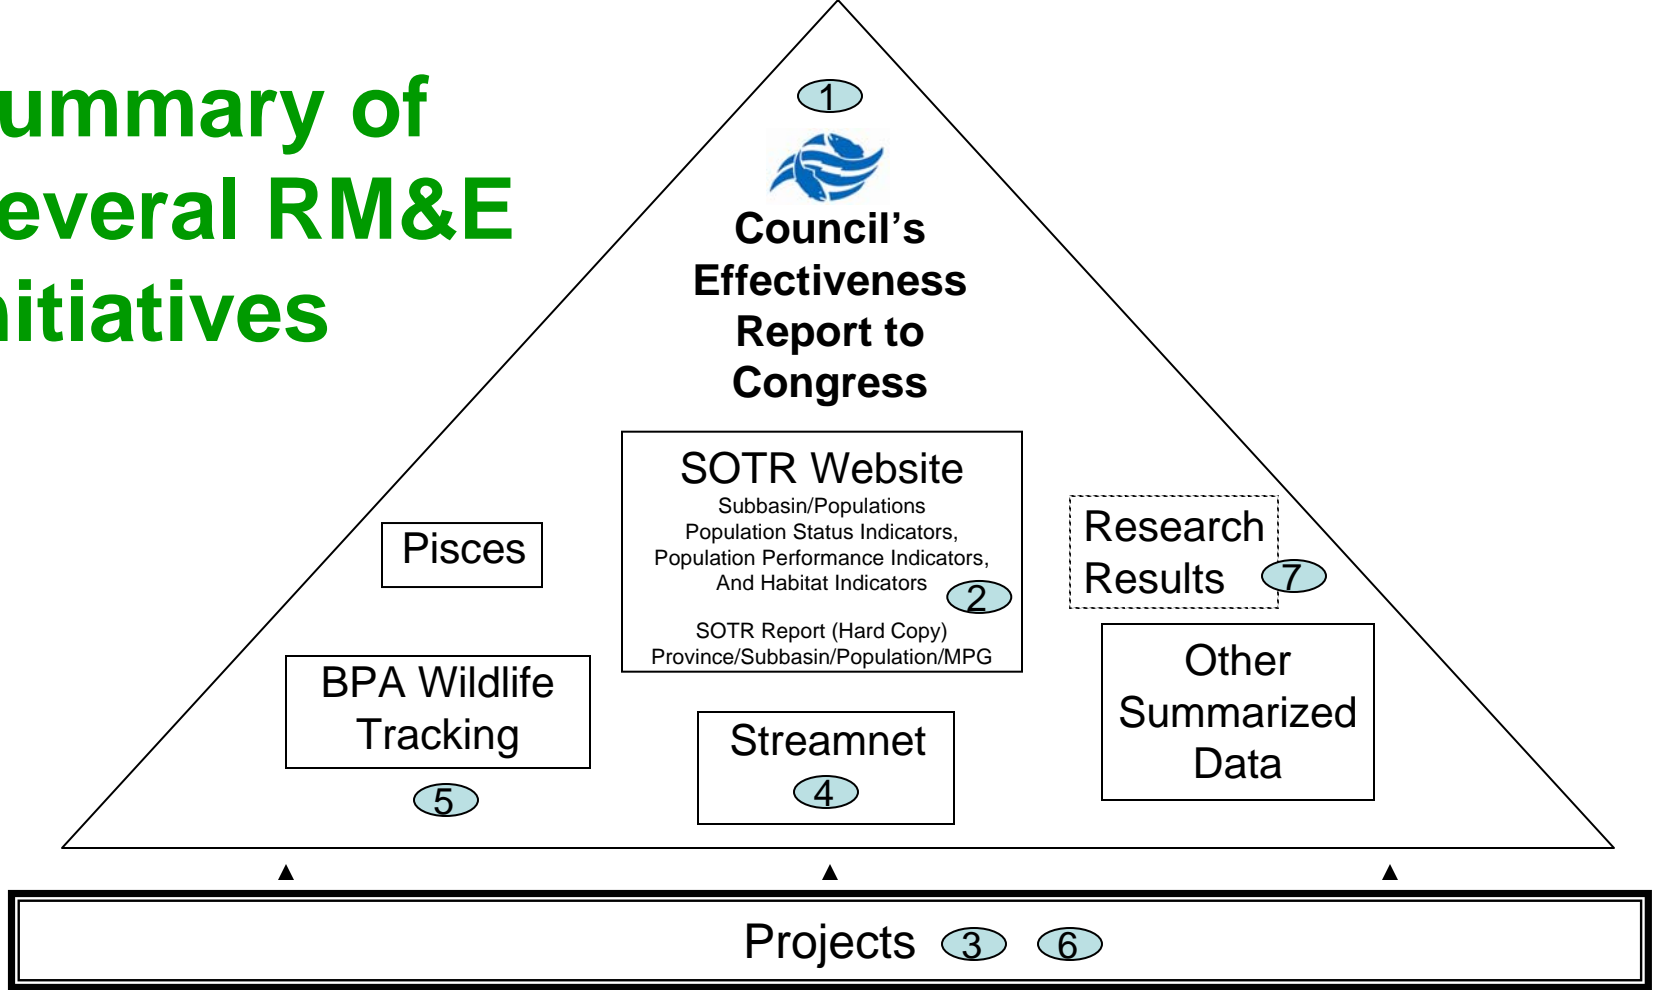 ummary of
everal RM&E
nitiatives
1
Council’s
Effectiveness
Report to
Congress
SOTR Website
Subbasin/Populations
Population Status Indicators,
Population Performance Indicators,
And Habitat Indicators
2
SOTR Report (Hard Copy)
Province/Subbasin/Population/MPG
Pisces
Research
Results
7
BPA Wildlife
Tracking
5
Streamnet
4
Other
Summarized
Data
Projects 3 6